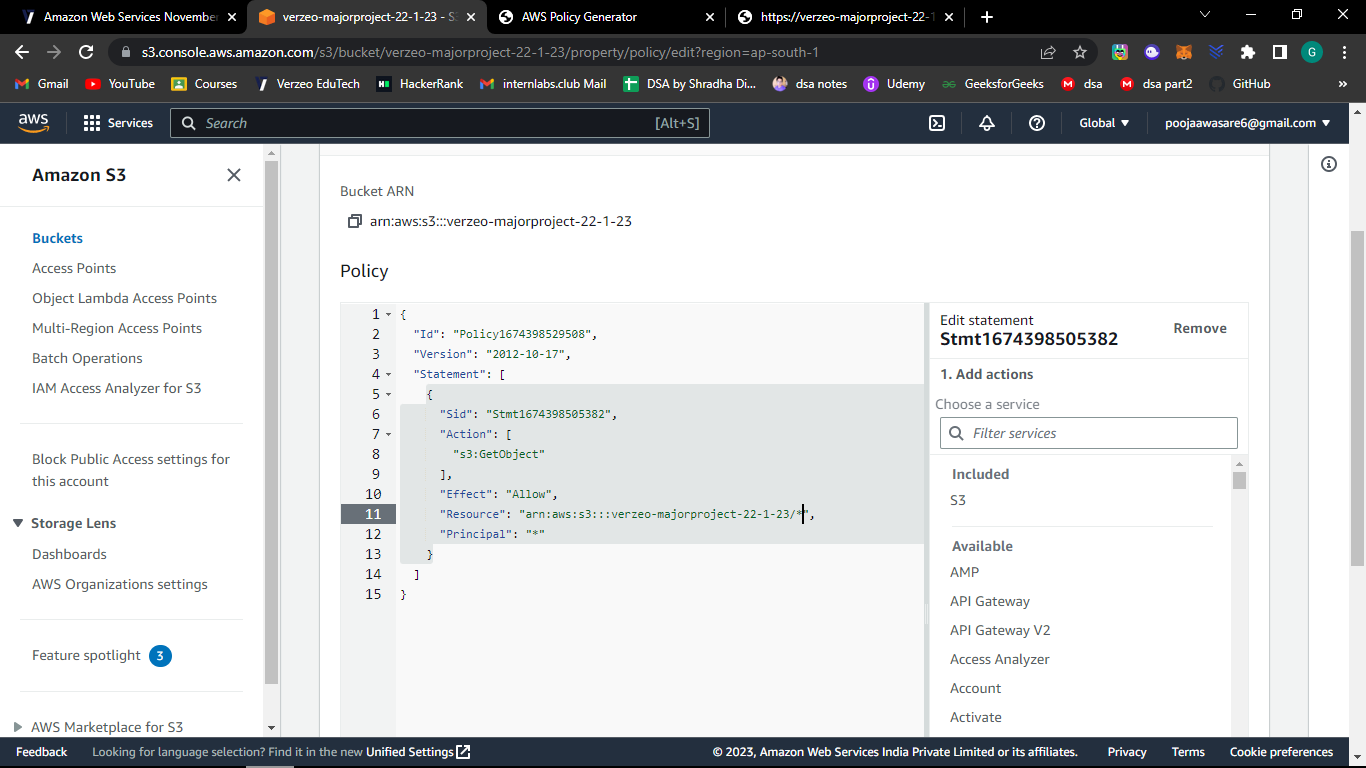 Amazon Web Services November
verzeo-majorproject-22-1-23 - S3
AWS Policy Generator
https://verzeo-majorproject-22-1
s3.console.aws.amazon.com/s3/bucket/verzeo-majorproject-22-1-23/property/policy/edit?region=ap-south-1
G
Gmail
YouTube
Courses
Verzeo EduTech
HackerRank
internlabs.club Mail
DSA by Shradha Di...
dsa notes
Udemy
GeeksforGeeks
dsa
dsa part2
GitHub
»
aws
Services
Search
[Alt+S]
Global
poojaawasare6@gmail.com
Amazon S3
Buckets
Access Points
Object Lambda Access Points
Multi-Region Access Points
Batch Operations
IAM Access Analyzer for S3
Block Public Access settings for
this account
Storage Lens
Dashboards
AWS Organizations settings
Feature spotlight 3
AWS Marketplace for S3
Bucket ARN
arn:aws:s3:::verzeo-majorproject-22-1-23
Policy
1 {
2 "Id": "Policy1674398529508",
3 "Version": "2012-10-17",
4 "Statement": [
5 {
6 "Sid": "Stmt1674398505382",
7 "Action": [
8 "s3:GetObject"
9 ],
10 "Effect": "Allow",
11 "Resource": "arn:aws:s3:::verzeo-majorproject-22-1-23/*",
12 "Principal": "*"
13 }
14 ]
15 }
Edit statement
Stmt1674398505382
Remove
1. Add actions
Choose a service
Filter services
Included
S3
Available
AMP
API Gateway
API Gateway V2
Access Analyzer
Account
Activate
Feedback
Looking for language selection? Find it in the new Unified Settings
© 2023, Amazon Web Services India Private Limited or its affiliates.
Privacy
Terms
Cookie preferences